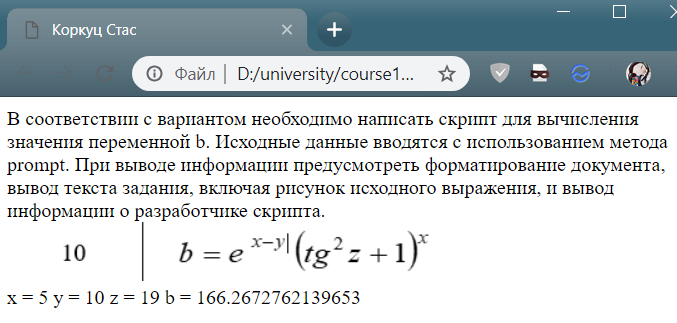 Коркуц Стас
Файл | D:/university/course1...
В соответствии с вариантом необходимо написать скрипт для вычисления
значения переменной b. Исходные данные вводятся с использованием метода
prompt. При выводе информации предусмотреть форматирование документа,
вывод текста задания, включая рисунок исходного выражения, и вывод
информации о разработчике скрипта.
10 b = e^{x-y|}(tg^2 z + 1)^x
x = 5 y = 10 z = 19 b = 166.2672762139653